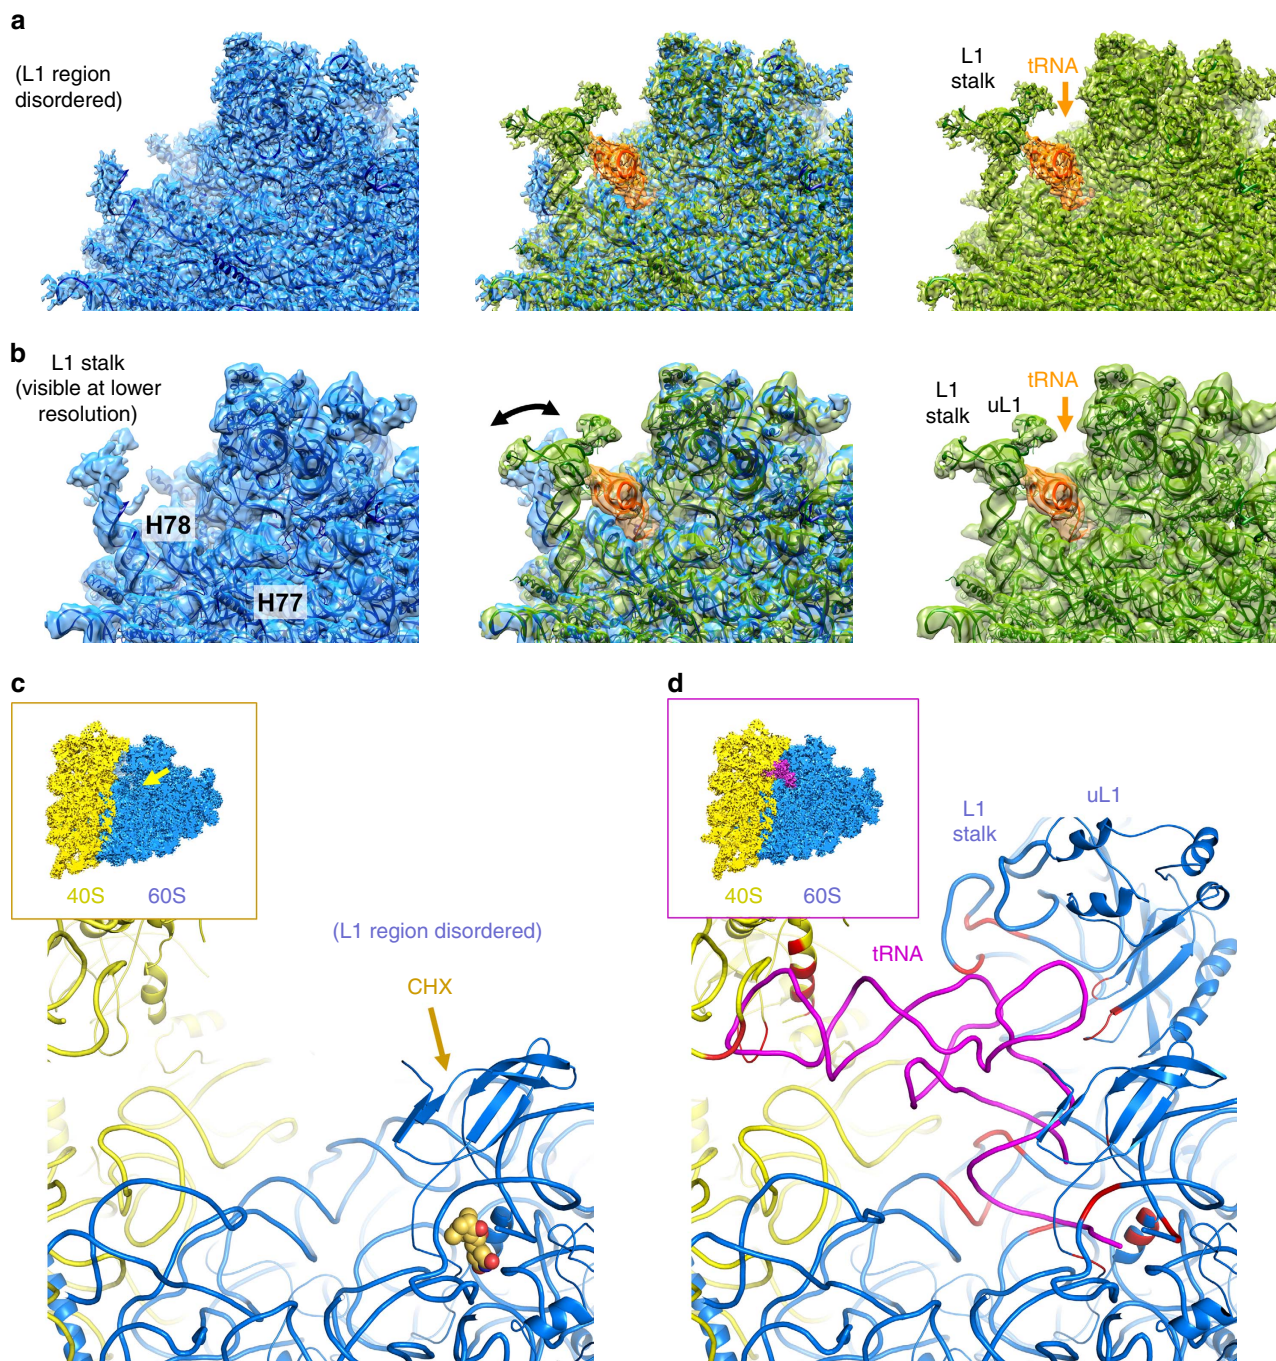 a
(L1 region
disordered)
L1
stalk
tRNA
b
L1 stalk
(visible at lower
resolution)
H78
H77
L1
stalk
uL1
tRNA
c
40S
60S
(L1 region disordered)
CHX
d
40S
60S
L1
stalk
uL1
tRNA